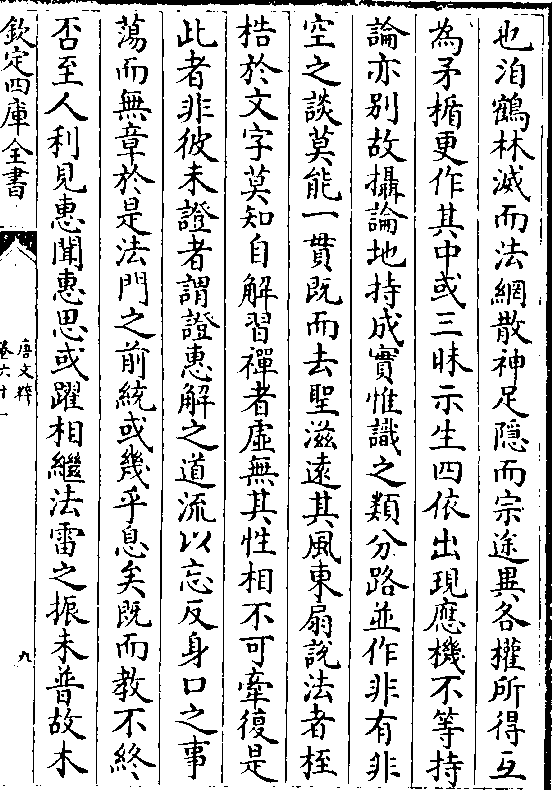 也洎鶴林滅而法網散神足隱而宗途異各權所得互
為矛楯更作其中或三昧示生四依出現應機不等持
論亦别故攝論地持成實惟識之類分路並作非有非
空之談莫能一貫既而去聖滋遠其風東扇説法者桎
梏於文字莫知自解習禪者虚無其性相不可牽復是
此者非彼未證者謂證惠解之道流以忘反身口之事
蕩而無章於是法門之前統或幾乎息矣既而教不終
否至人利見惠聞惠思或躍相繼法雷之振未普故木
欽定四庫全書
唐文粹
卷六十一
九